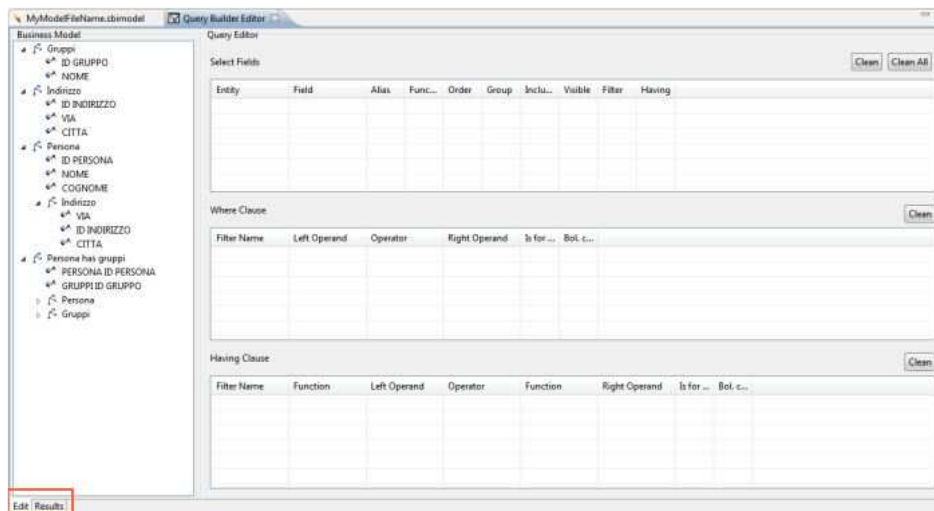 MyModelFileName.cbimodel
Query Builder Editor
Business Model
Gruppi
ID GRUPPO
NOME
Indirizzo
ID INDIRIZZO
VIA
CITTA
Persona
ID PERSONA
NOME
COGNOME
Indirizzo
VIA
ID INDIRIZZO
CITTA
Persona has gruppi
PERSONA ID PERSONA
GRUPPI ID GRUPPO
Persona
Gruppi
Query Editor
Select Fields Clean Clean All
Entity Field Alias Func... Order Group Inclu... Visible Filter Having
Where Clause Clean
Filter Name Left Operand Operator Right Operand Is for ... Bol. c...
Having Clause Clean
Filter Name Function Left Operand Operator Function Right Operand Is for ... Bol. c...
Edit Results